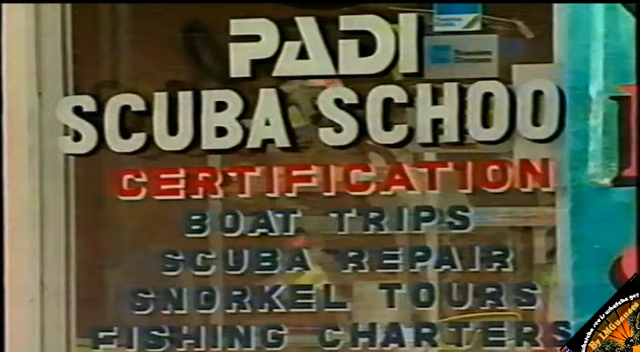 PADI
SCUBA SCHOO
CERTIFICATION
BOAT TRIPS
SCUBA REPAIR
SNORKEL TOURS
FISHING CHARTERS